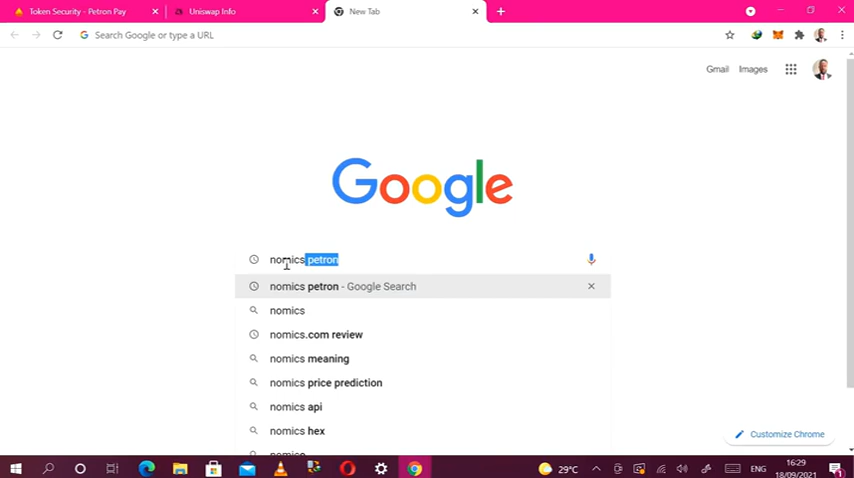 Token Security - Petron Pay
Uniswap Info
New Tab
Search Google or type a URL
Gmail
Images
Google
nomics petron
nomics petron - Google Search
nomics
nomics.com review
nomics meaning
nomics price prediction
nomics api
nomics hex
Customize Chrome
29°C
ENG
16:29
18/09/2021
1